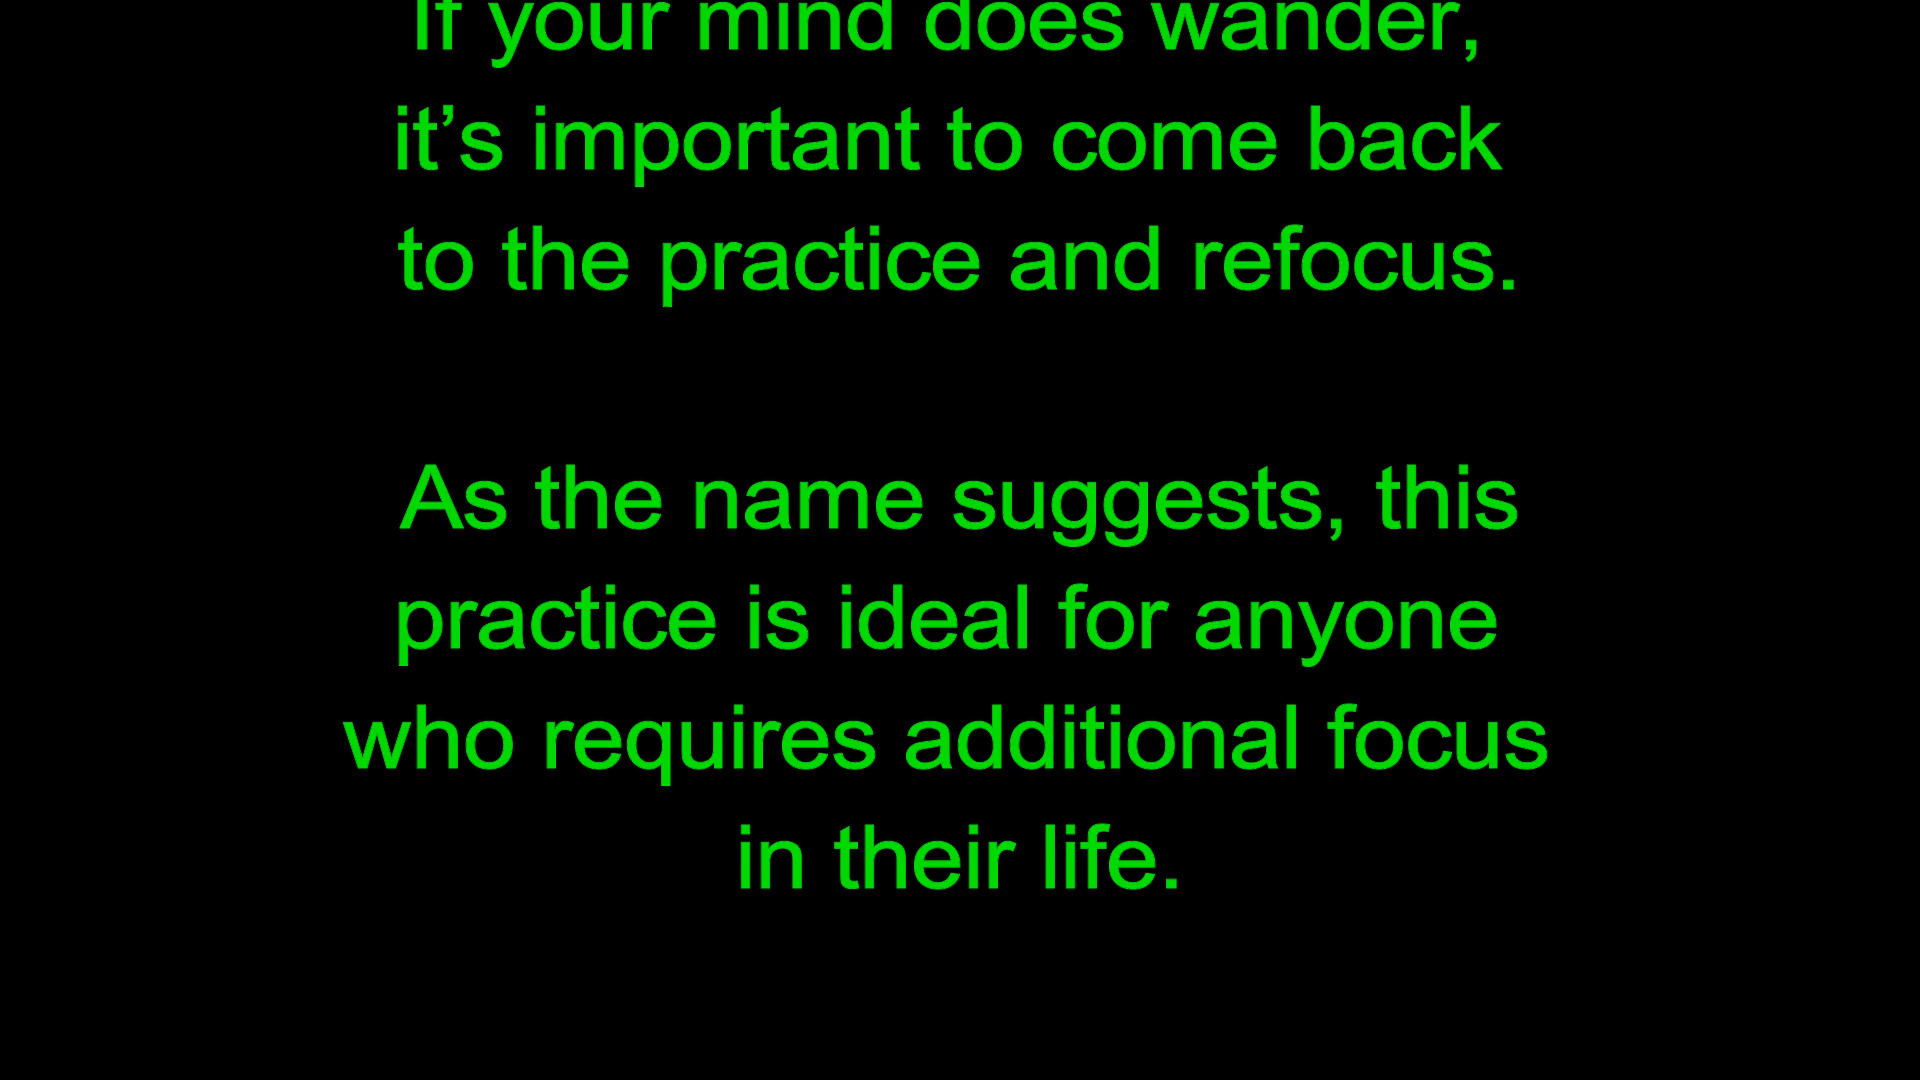 If your mind does wander,
it’s important to come back
to the practice and refocus.
As the name suggests, this
practice is ideal for anyone
who requires additional focus
in their life.